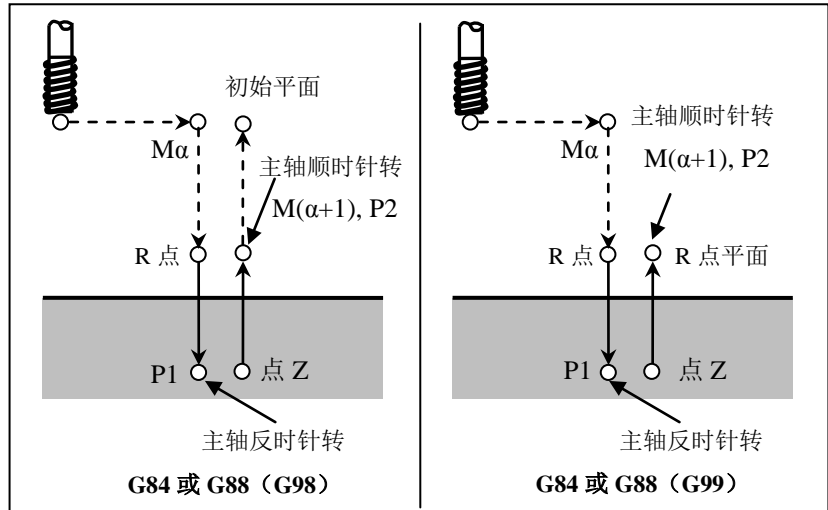 初始平面
Mα
主轴顺时针转
M(α+1), P2
R 点
P1
点 Z
主轴反时针转
G84 或 G88（G98）
主轴顺时针转
Mα
M(α+1), P2
R 点
R 点平面
P1
点 Z
主轴反时针转
G84 或 G88（G99）